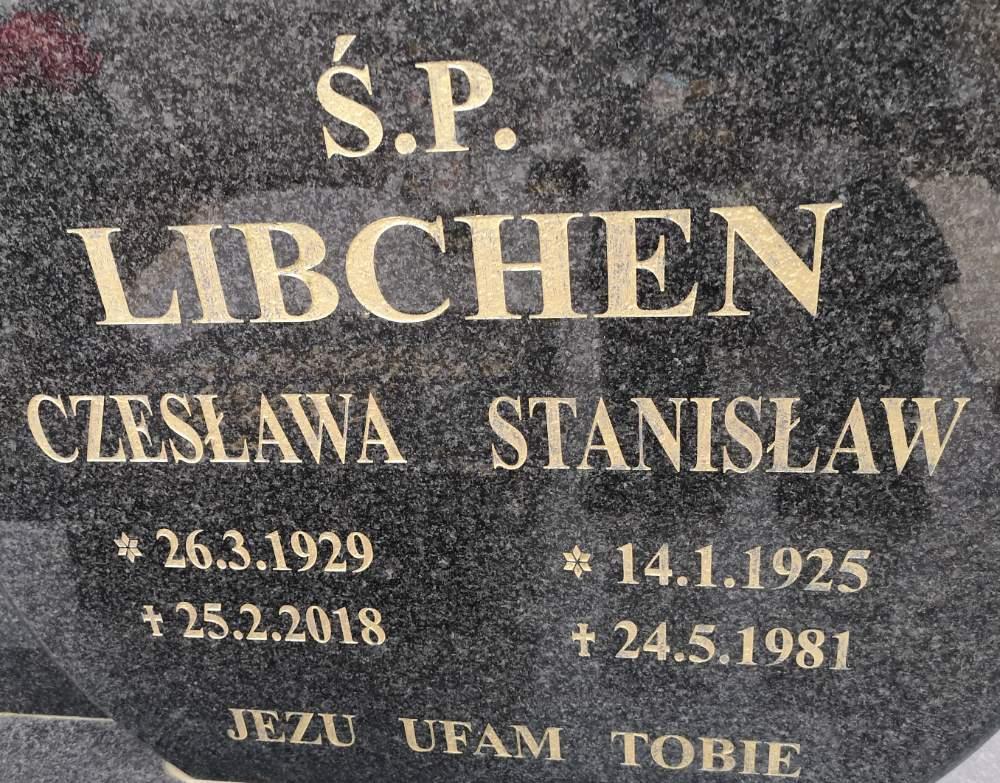 Ś.P.
LIBCHEN
CZESŁAWA STANISŁAW
* 26.3.1929 * 14.1.1925
✝ 25.2.2018 ✝ 24.5.1981
JEZU UFAM TOBIE